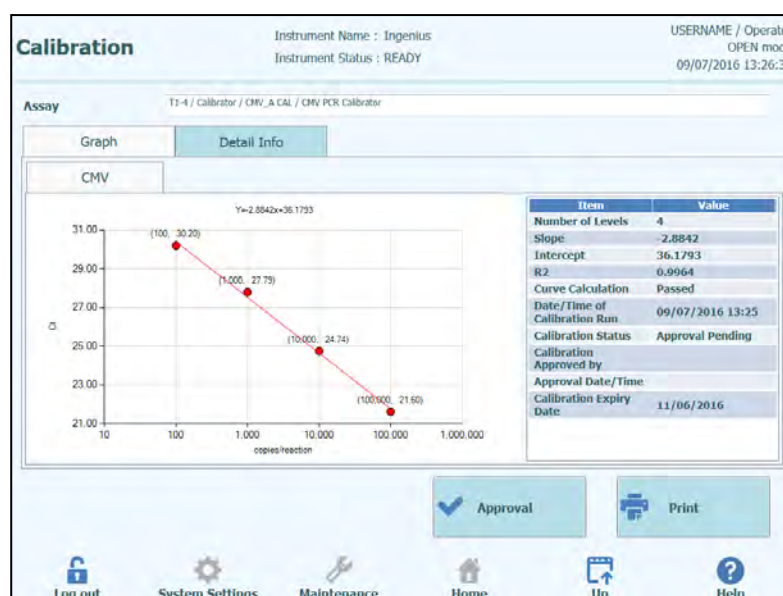 Calibration
Instrument Name : Ingenius
Instrument Status : READY
USERNAME / Operato
OPEN mod
09/07/2016 13:26:3
Assay
T1-4 / Calibrator / CMV_A CAL / CMV PCR Calibrator
Graph
Detail Info
CMV
Y=-2.8842x+36.1793
31.00
29.00
27.00
25.00
23.00
21.00
Ct
(100, 30.20)
(1.000, 27.79)
(10.000, 24.74)
(100.000, 21.60)
10
100
1.000
10.000
100.000
1.000.000
copies/reaction
Item Value
Number of Levels 4
Slope -2.8842
Intercept 36.1793
R2 0.9964
Curve Calculation Passed
Date/Time of
Calibration Run 09/07/2016 13:25
Calibration Status Approval Pending
Calibration
Approved by
Approval Date/Time
Calibration Expiry
Date 11/06/2016
Approval
Print
Log out
System Settings
Maintenance
Home
Up
Help